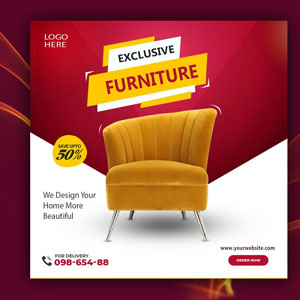 LOGO
HERE
EXCLUSIVE
FURNITURE
SAVE UPTO
50%
We Design Your
Home More
Beautiful
FOR DELIVERY
098-654-88
www.yourwebsite.com
ORDER NOW